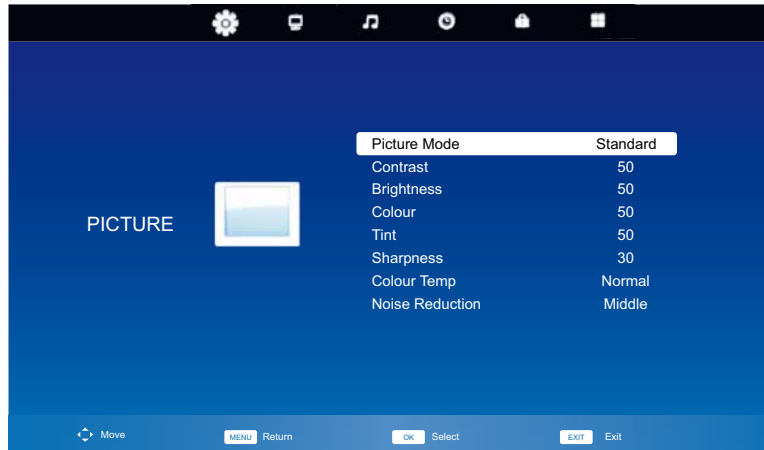 PICTURE
Picture Mode Standard
Contrast 50
Brightness 50
Colour 50
Tint 50
Sharpness 30
Colour Temp Normal
Noise Reduction Middle
Move MENU Return OK Select EXIT Exit